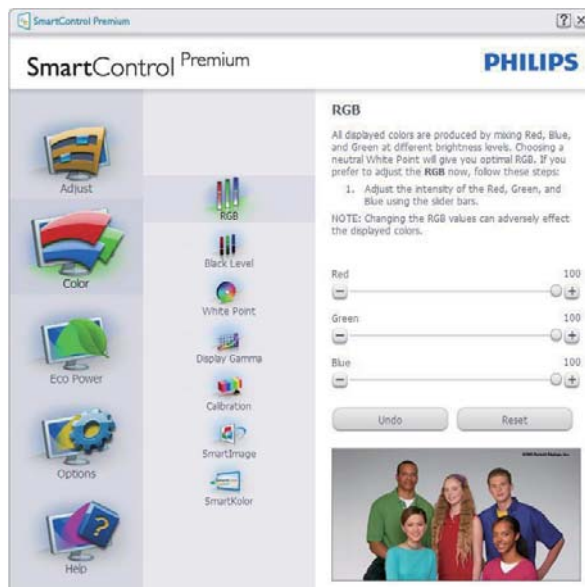 SmartControl Premium
SmartControl Premium
PHILIPS
Adjust
Color
Eco Power
Options
Help
RGB
Black Level
White Point
Display Gamma
Calibration
SmartImage
SmartKolor
RGB
All displayed colors are produced by mixing Red, Blue,
and Green at different brightness levels. Choosing a
neutral White Point will give you optimal RGB. If you
prefer to adjust the RGB now, follow these steps:
1. Adjust the intensity of the Red, Green, and
Blue using the slider bars.
NOTE: Changing the RGB values can adversely effect
the displayed colors.
Red 100
Green 100
Blue 100
Undo Reset